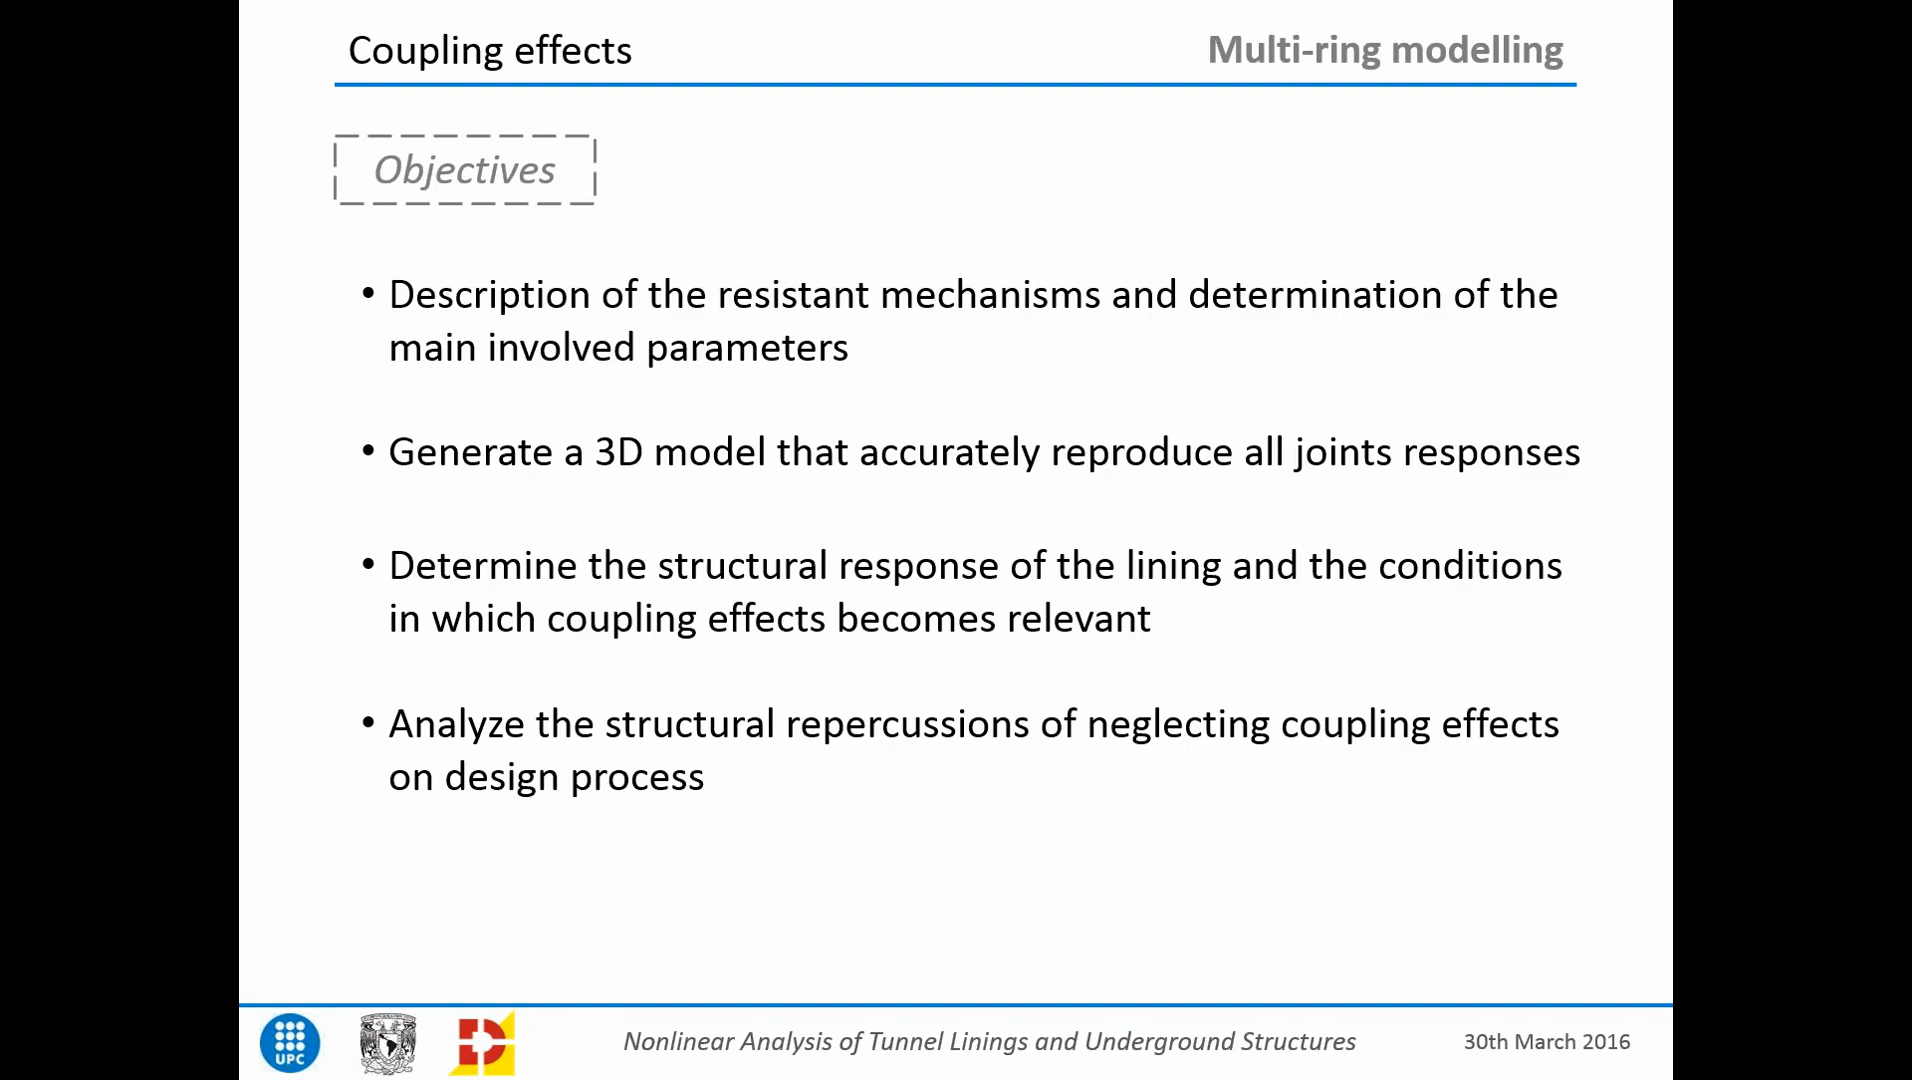 Coupling effects
Multi-ring modelling
Objectives
• Description of the resistant mechanisms and determination of the
main involved parameters
• Generate a 3D model that accurately reproduce all joints responses
• Determine the structural response of the lining and the conditions
in which coupling effects becomes relevant
• Analyze the structural repercussions of neglecting coupling effects
on design process
UPC
Nonlinear Analysis of Tunnel Linings and Underground Structures
30th March 2016